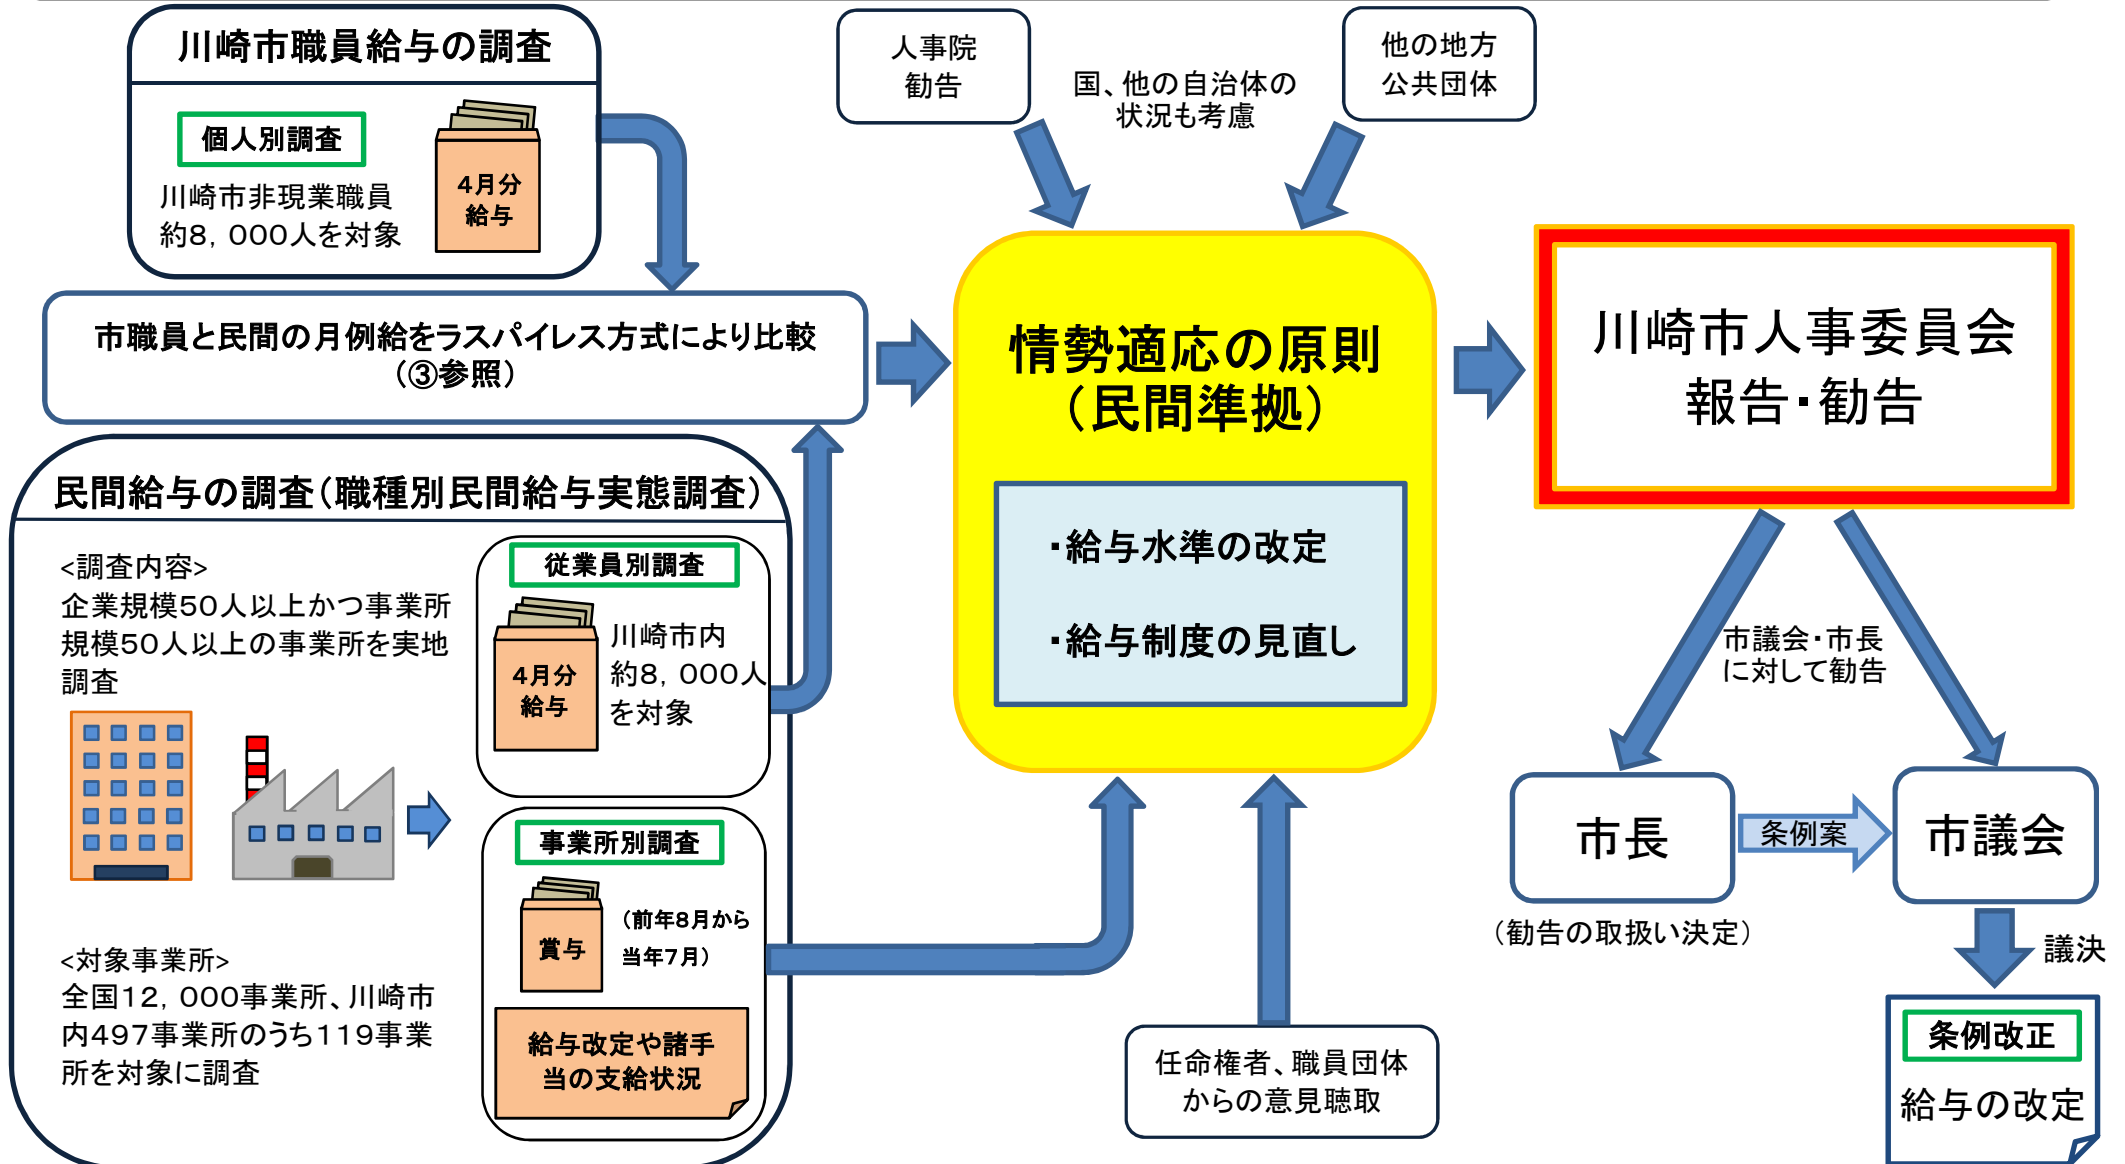 川崎市職員給与の調査
個人別調査
川崎市非現業職員
約8，000人を対象
4月分
給与
人事院
勧告
国、他の自治体の
状況も考慮
他の地方
公共団体
市職員と民間の月例給をラスパイレス方式により比較
（③参照）
民間給与の調査（職種別民間給与実態調査）
<調査内容>
企業規模50人以上かつ事業所
規模50人以上の事業所を実地
調査
従業員別調査
4月分
給与
川崎市内
約8，000人
を対象
事業所別調査
賞与
（前年8月から
当年7月）
給与改定や諸手
当の支給状況
<対象事業所>
全国12，000事業所、川崎市
内497事業所のうち119事業
所を対象に調査
情勢適応の原則
（民間準拠）
・給与水準の改定
・給与制度の見直し
任命権者、職員団体
からの意見聴取
川崎市人事委員会
報告・勧告
市議会・市長
に対して勧告
市長
条例案
市議会
（勧告の取扱い決定）
議決
条例改正
給与の改定